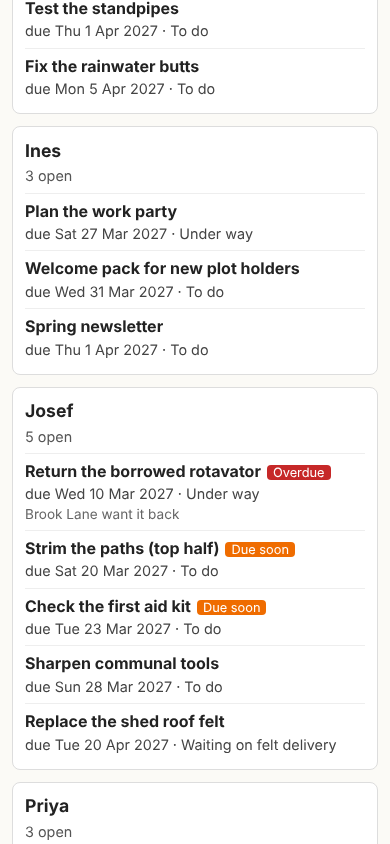 Test the standpipes
due Thu 1 Apr 2027 · To do
Fix the rainwater butts
due Mon 5 Apr 2027 · To do
Ines
3 open
Plan the work party
due Sat 27 Mar 2027 · Under way
Welcome pack for new plot holders
due Wed 31 Mar 2027 · To do
Spring newsletter
due Thu 1 Apr 2027 · To do
Josef
5 open
Return the borrowed rotavator Overdue
due Wed 10 Mar 2027 · Under way
Brook Lane want it back
Strim the paths (top half) Due soon
due Sat 20 Mar 2027 · To do
Check the first aid kit Due soon
due Tue 23 Mar 2027 · To do
Sharpen communal tools
due Sun 28 Mar 2027 · To do
Replace the shed roof felt
due Tue 20 Apr 2027 · Waiting on felt delivery
Priya
3 open